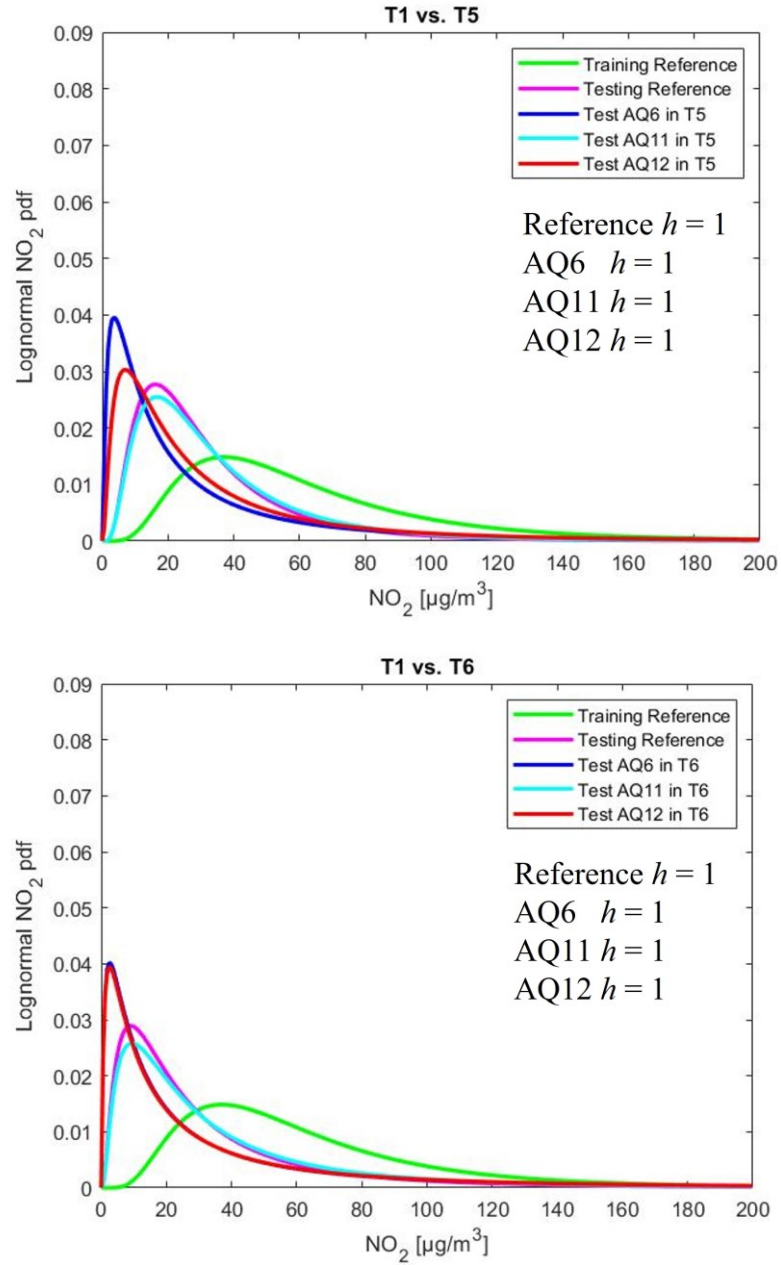 T1 vs. T5
0.09
0.08
0.07
0.06
0.05
0.04
0.03
0.02
0.01
0
Lognormal NO2 pdf
Training Reference
Testing Reference
Test AQ6 in T5
Test AQ11 in T5
Test AQ12 in T5
Reference h = 1
AQ6 h = 1
AQ11 h = 1
AQ12 h = 1
0 20 40 60 80 100 120 140 160 180 200
NO2 [µg/m3]
T1 vs. T6
0.09
0.08
0.07
0.06
0.05
0.04
0.03
0.02
0.01
0
Lognormal NO2 pdf
Training Reference
Testing Reference
Test AQ6 in T6
Test AQ11 in T6
Test AQ12 in T6
Reference h = 1
AQ6 h = 1
AQ11 h = 1
AQ12 h = 1
0 20 40 60 80 100 120 140 160 180 200
NO2 [µg/m3]